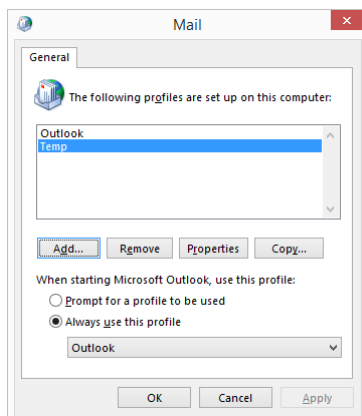 Mail
General
The following profiles are set up on this computer:
Outlook
Temp
Add... Remove Properties Copy...
When starting Microsoft Outlook, use this profile:
Prompt for a profile to be used
Always use this profile
Outlook
OK Cancel Apply